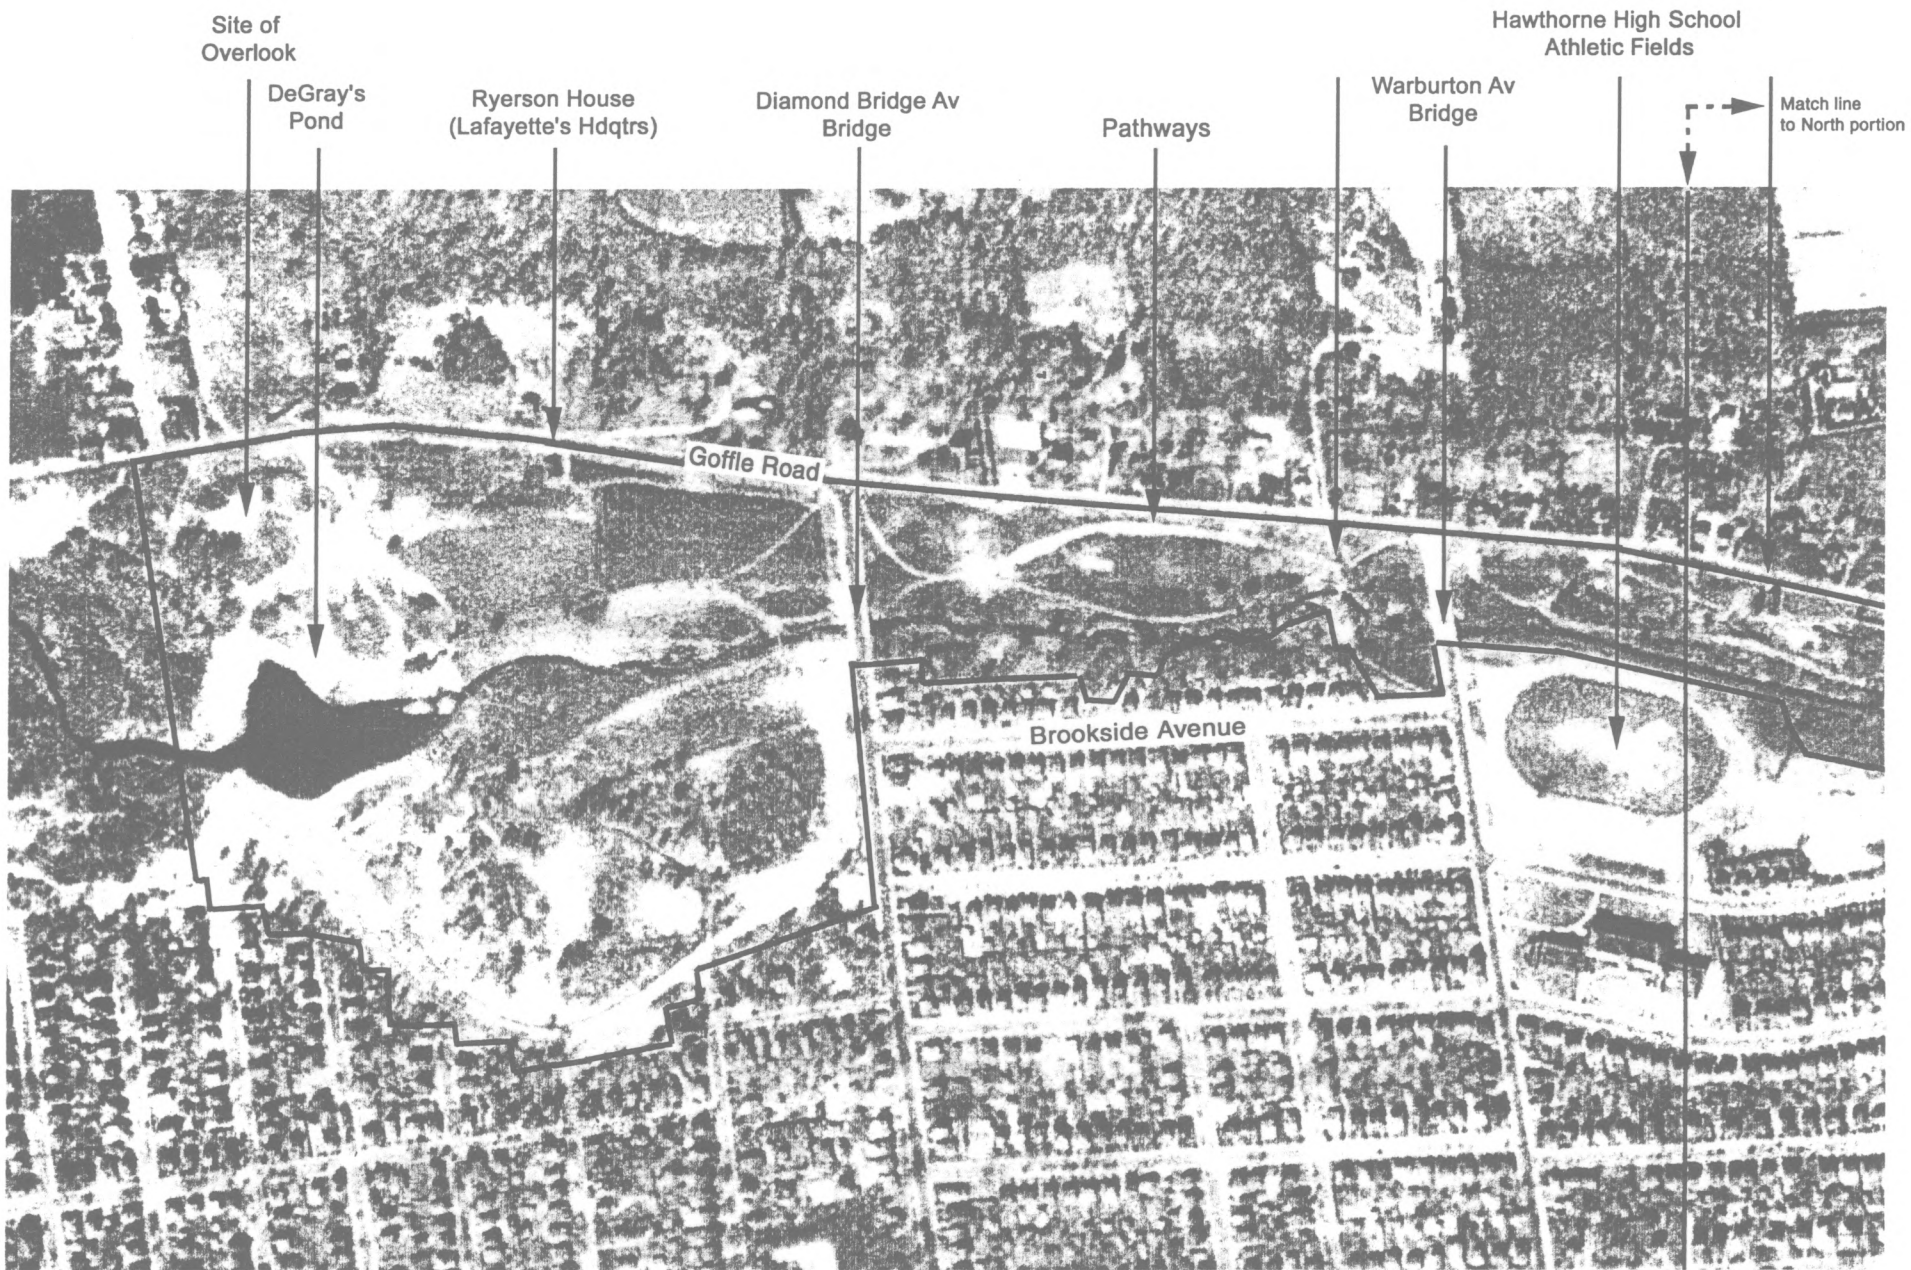 Site of
Overlook
DeGray's
Pond
Ryerson House
(Lafayette's Hdqtrs)
Diamond Bridge Av
Bridge
Pathways
Warburton Av
Bridge
Hawthorne High School
Athletic Fields
Match line
to North portion
Goffle Road
Brookside Avenue